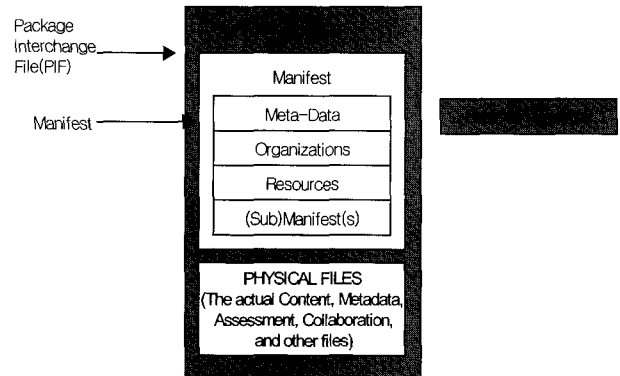 Package
Interchange
File(PIF)
Manifest
Manifest
Meta-Data
Organizations
Resources
(Sub)Manifest(s)
PHYSICAL FILES
(The actual Content, Metadata,
Assessment, Collaboration,
and other files)